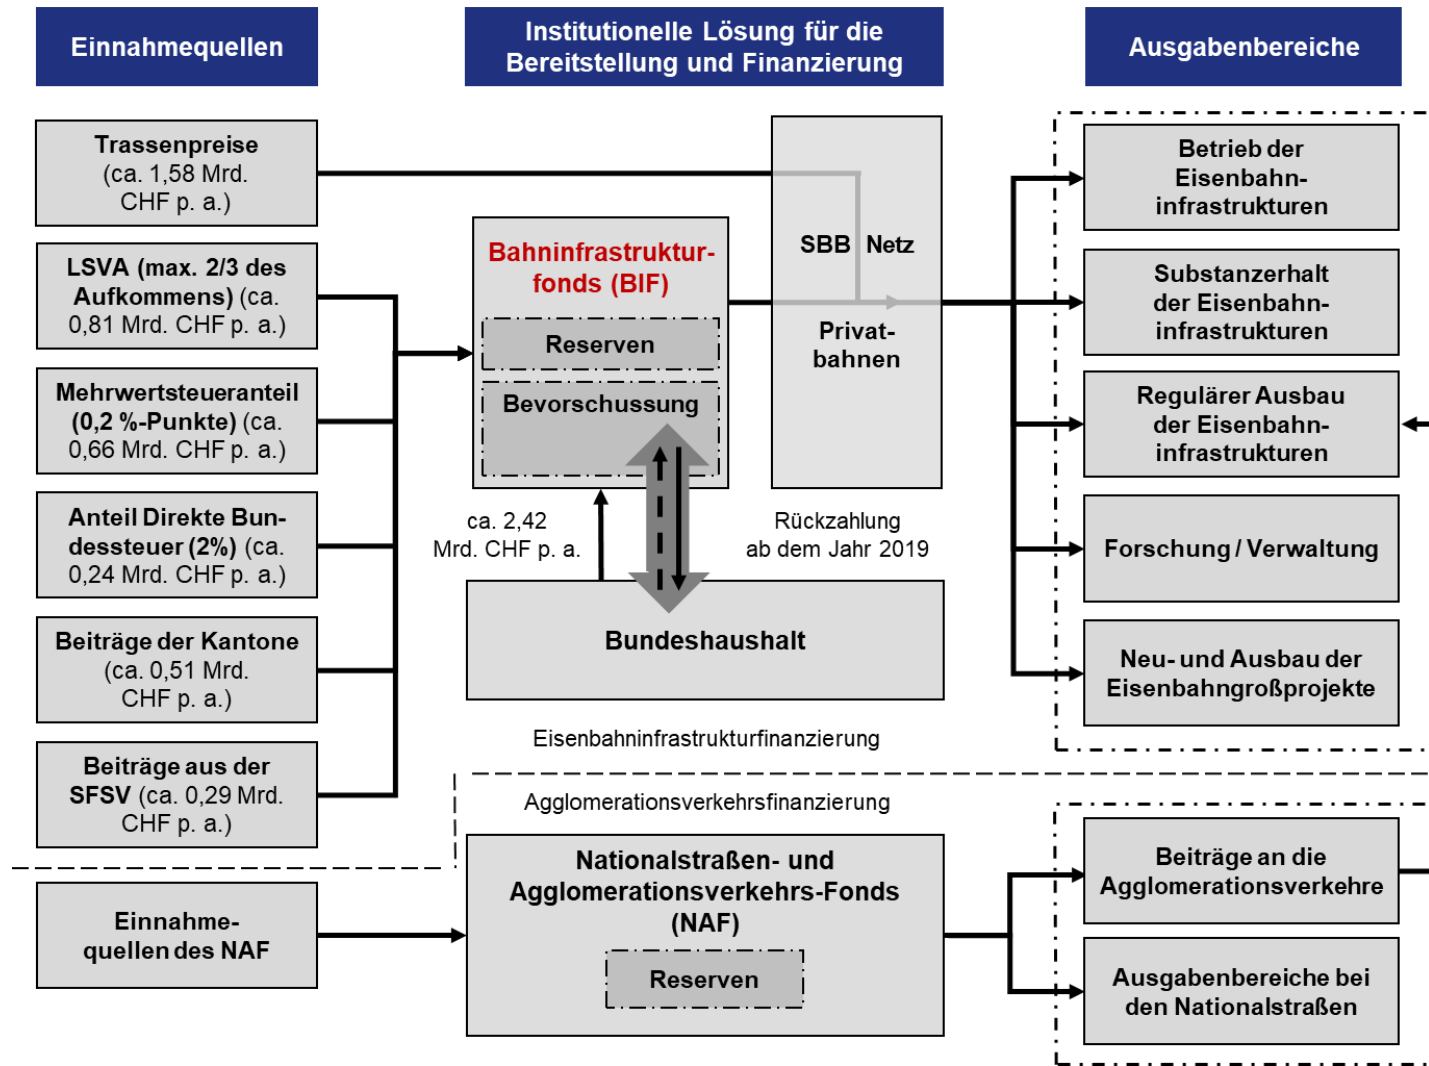 Einnahmequellen
Institutionelle Lösung für die
Bereitstellung und Finanzierung
Ausgabenbereiche
Trassenpreise
(ca. 1,58 Mrd.
CHF p. a.)
LSVA (max. 2/3 des
Aufkommens) (ca.
0,81 Mrd. CHF p. a.)
Mehrwertsteueranteil
(0,2 %-Punkte) (ca.
0,66 Mrd. CHF p. a.)
Anteil Direkte Bun-
dessteuer (2%) (ca.
0,24 Mrd. CHF p. a.)
Beiträge der Kantone
(ca. 0,51 Mrd.
CHF p. a.)
Beiträge aus der
SFSV (ca. 0,29 Mrd.
CHF p. a.)
Bahninfrastruktur-
fonds (BIF)
Reserven
Bevorschussung
SBB Netz
Privat-
bahnen
ca. 2,42
Mrd. CHF p. a.
Rückzahlung
ab dem Jahr 2019
Bundeshaushalt
Betrieb der
Eisenbahn-
infrastrukturen
Substanzerhalt
der Eisenbahn-
infrastrukturen
Regulärer Ausbau
der Eisenbahn-
infrastrukturen
Forschung / Verwaltung
Neu- und Ausbau der
Eisenbahngroßprojekte
Eisenbahninfrastrukturfinanzierung
Agglomerationsverkehrsfinanzierung
Einnahme-
quellen des NAF
Nationalstraßen- und
Agglomerationsverkehrs-Fonds
(NAF)
Reserven
Beiträge an die
Agglomerationsverkehre
Ausgabenbereiche bei
den Nationalstraßen